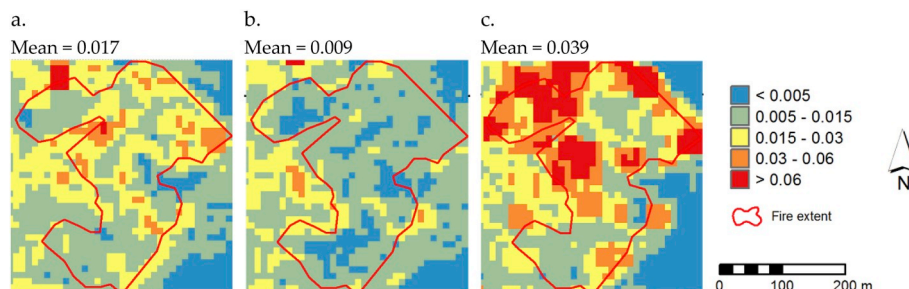 a.
Mean = 0.017
b.
Mean = 0.009
c.
Mean = 0.039
< 0.005
0.005 - 0.015
0.015 - 0.03
0.03 - 0.06
> 0.06
Fire extent
N
0 50 100 200 m